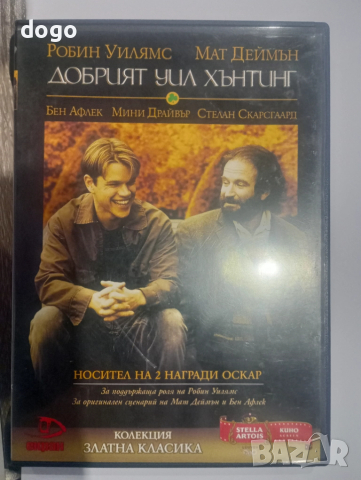 dogo
РОБИН УИЛЯМС МАТ ДЕЙМЪН
ДОБРИЯТ УИЛ ХЪНТИНГ
БЕН АФЛЕК МИНИ ДРАЙВЪР СТЕЛАН СКАРСГААРД
НОСИТЕЛ НА 2 НАГРАДИ ОСКАР
За поддържаща роля на Робин Уилямс
За оригинален сценарий на Мат Деймън и Бен Афлек
КОЛЕКЦИЯ
ЗЛАТНА КЛАСИКА
STELLA
ARTOIS
КИНО
Bazar